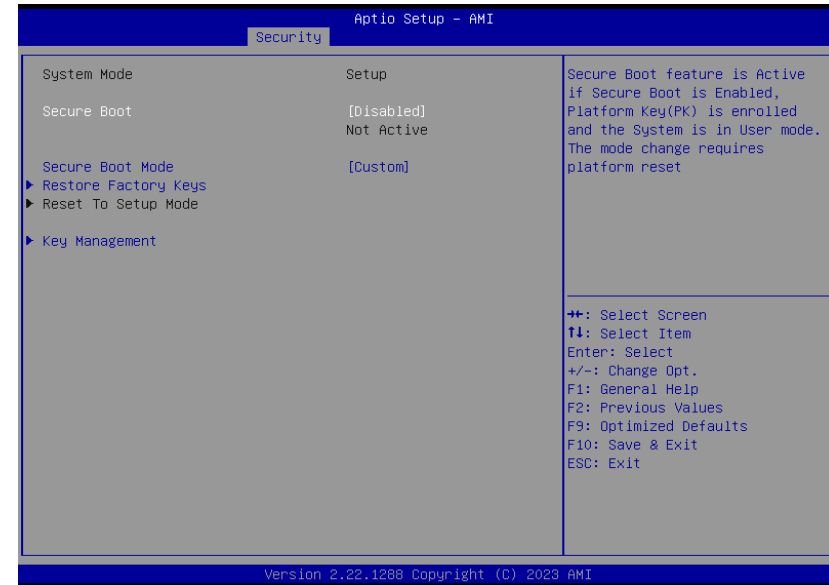 Aptio Setup - AMI
Security
System Mode Setup
Secure Boot [Disabled]
Not Active
Secure Boot Mode [Custom]
Restore Factory Keys
Reset To Setup Mode
Key Management
Secure Boot feature is Active
if Secure Boot is Enabled,
Platform Key(PK) is enrolled
and the System is in User mode.
The mode change requires
platform reset
→←: Select Screen
↑↓: Select Item
Enter: Select
+/-: Change Opt.
F1: General Help
F2: Previous Values
F9: Optimized Defaults
F10: Save & Exit
ESC: Exit
Version 2.22.1288 Copyright (C) 2023 AMI